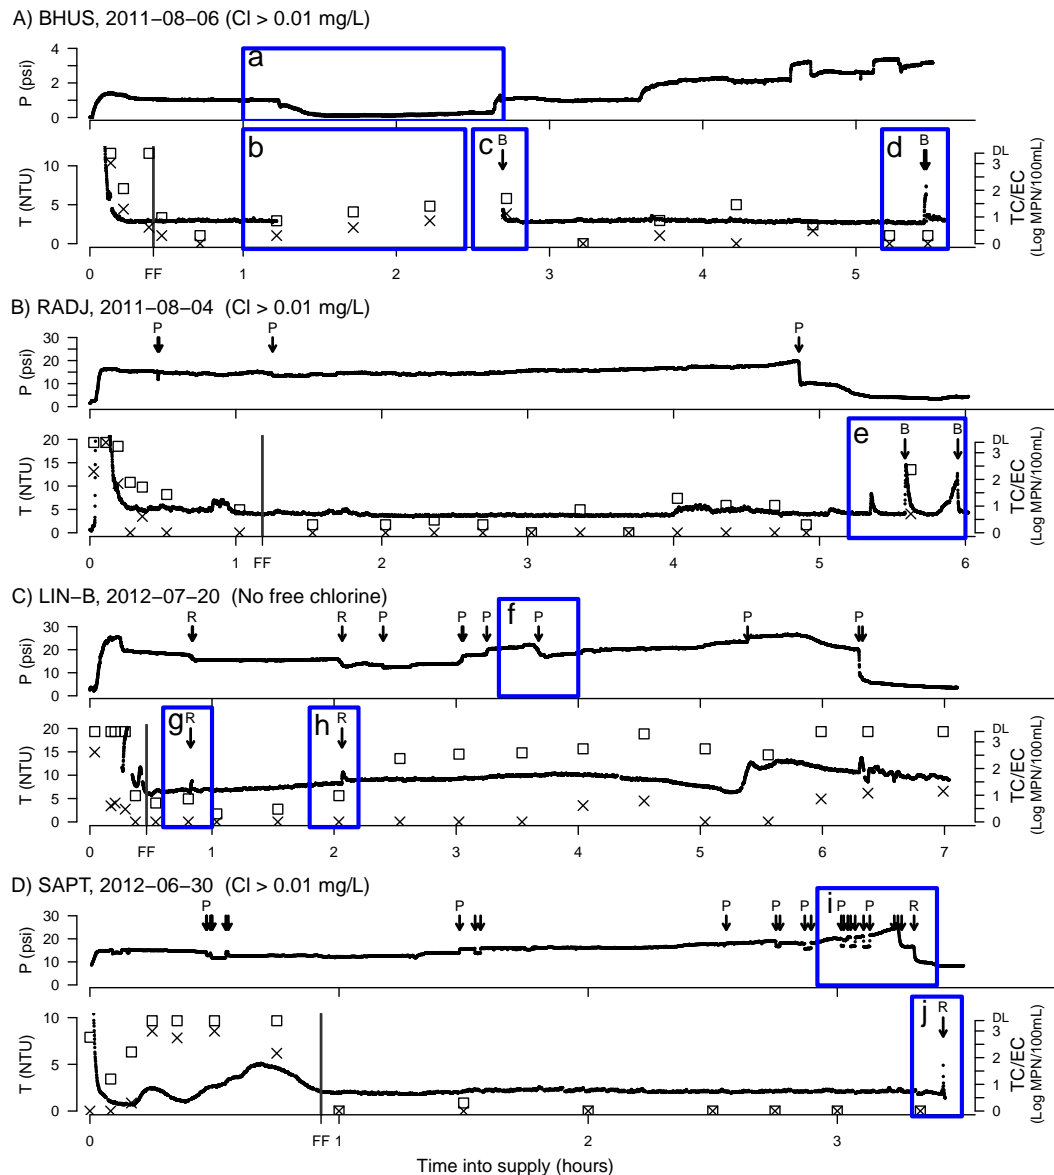 A) BHUS, 2011−08−06 (Cl > 0.01 mg/L)
P (psi)
4
2
0
a
T (NTU)
10
5
0
b
c
B
d
B
DL
3
2
1
0
TC/EC
(Log MPN/100mL)
0 FF 1 2 3 4 5
B) RADJ, 2011−08−04 (Cl > 0.01 mg/L)
P P P
P (psi)
30
20
10
0
1 2 3 4 5 6
T (NTU)
20
15
10
5
0
e
B B
DL
3
2
1
0
TC/EC
(Log MPN/100mL)
0 1 FF 2 3 4 5 6
C) LIN−B, 2012−07−20 (No free chlorine)
R R P P P f P P P
P (psi)
30
20
10
0
T (NTU)
20
15
10
5
0
g R
h R
DL
3
2
1
0
TC/EC
(Log MPN/100mL)
0 FF 1 2 3 4 5 6 7
D) SAPT, 2012−06−30 (Cl > 0.01 mg/L)
P P P P P i P P R
P (psi)
30
20
10
0
T (NTU)
10
5
0
j
R
DL
3
2
1
0
TC/EC
(Log MPN/100mL)
0 FF 1 2 3
Time into supply (hours)